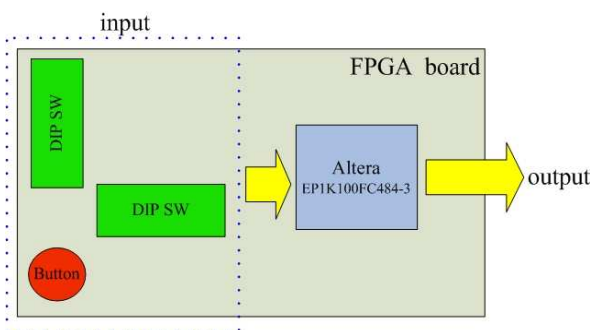 input
FPGA board
DIP SW
DIP SW
Button
Altera
EP1K100FC484-3
output